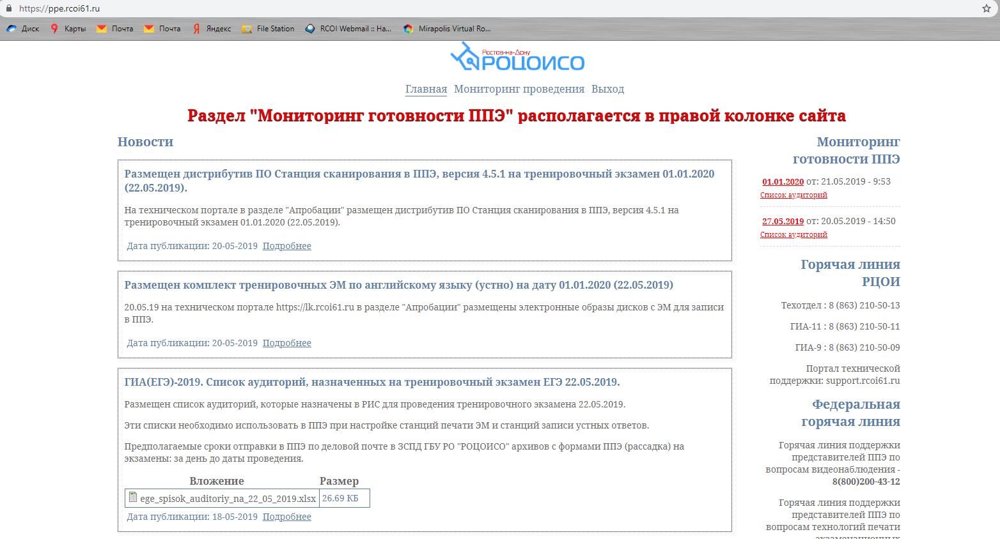 https://ppe.rcoi61.ru
Диск Карты Почта Почта Яндекс File Station RCOI Webmail :: На... Mirapolis Virtual Ro...
Ростов-на-Дону
РОЦОИСО
Главная Мониторинг проведения Выход
Раздел "Мониторинг готовности ППЭ" располагается в правой колонке сайта
Новости
Размещен дистрибутив ПО Станция сканирования в ППЭ, версия 4.5.1 на тренировочный экзамен 01.01.2020
(22.05.2019).
На техническом портале в разделе "Апробации" размещен дистрибутив ПО Станция сканирования в ППЭ, версия 4.5.1 на
тренировочный экзамен 01.01.2020 (22.05.2019).
Дата публикации: 20-05-2019 Подробнее
Размещен комплект тренировочных ЭМ по английскому языку (устно) на дату 01.01.2020 (22.05.2019)
20.05.19 на техническом портале https://lk.rcoi61.ru в разделе "Апробации" размещены электронные образы дисков с ЭМ для записи
в ППЭ.
Дата публикации: 20-05-2019 Подробнее
ГИА(ЕГЭ)-2019. Список аудиторий, назначенных на тренировочный экзамен ЕГЭ 22.05.2019.
Размещен список аудиторий, которые назначены в РИС для проведения тренировочного экзамена 22.05.2019.
Эти списки необходимо использовать в ППЭ при настройке станций печати ЭМ и станций записи устных ответов.
Предполагаемые сроки отправки в ППЭ по деловой почте в ЗСПД ГБУ РО "РОЦОИСО" архивов с формами ППЭ (рассадка) на
экзамены: за день до даты проведения.
Вложение Размер
ege_spisok_auditoriy_na_22_05_2019.xlsx 26.69 КБ
Дата публикации: 18-05-2019 Подробнее
Мониторинг
готовности ППЭ
01.01.2020 от: 21.05.2019 - 9:53
Список аудиторий
27.05.2019 от: 20.05.2019 - 14:50
Список аудиторий
Горячая линия
РЦОИ
Техотдел : 8 (863) 210-50-13
ГИА-11 : 8 (863) 210-50-11
ГИА-9 : 8 (863) 210-50-09
Портал технической
поддержки: support.rcoi61.ru
Федеральная
горячая линия
Горячая линия поддержки
представителей ППЭ по
вопросам видеонаблюдения -
8(800)200-43-12
Горячая линия поддержки
представителей ППЭ по
вопросам технологий печати
экзаменационных